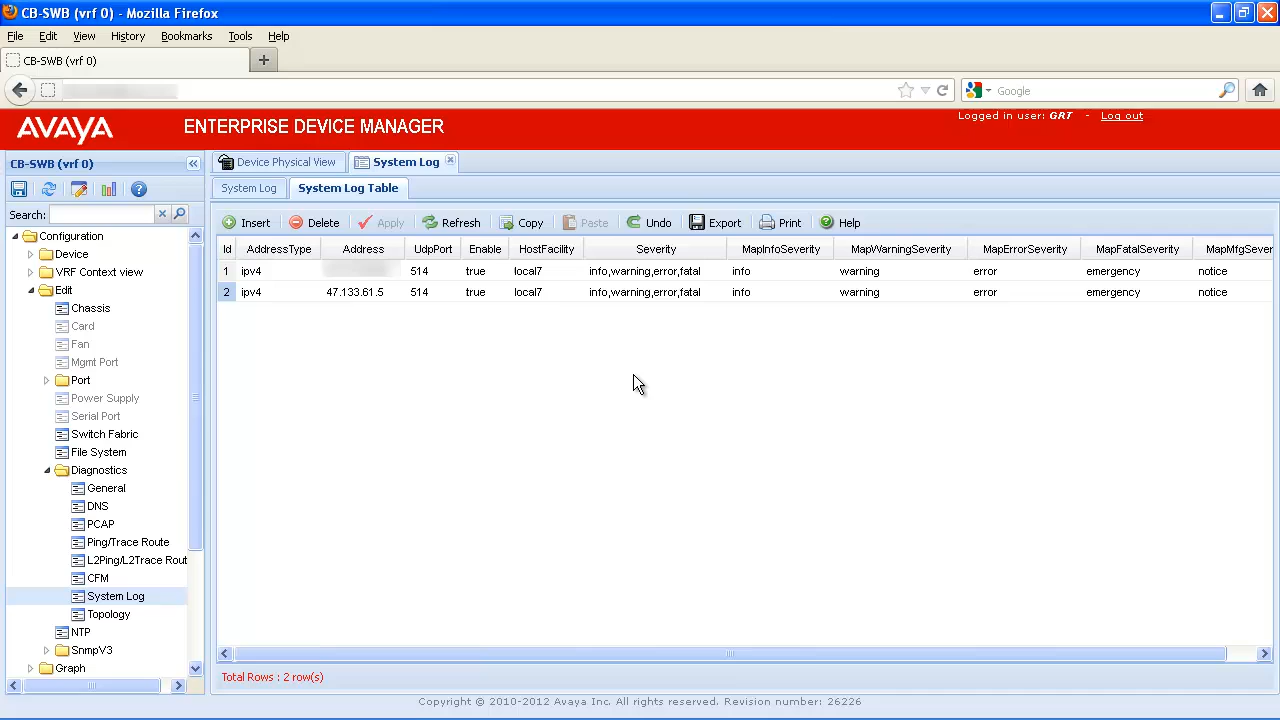 CB-SWB (vrf 0) - Mozilla Firefox
File Edit View History Bookmarks Tools Help
CB-SWB (vrf 0)
Google
Logged in user: GRT - Log out
AVAYA ENTERPRISE DEVICE MANAGER
CB-SWB (vrf 0)
Device Physical View System Log
System Log System Log Table
Search:
Insert Delete Apply Refresh Copy Paste Undo Export Print Help
Configuration
Device
VRF Context view
Edit
Chassis
Card
Fan
Mgmt Port
Port
Power Supply
Serial Port
Switch Fabric
File System
Diagnostics
General
DNS
PCAP
Ping/Trace Route
L2Ping/L2Trace Rout
CFM
System Log
Topology
NTP
SnmpV3
Graph
Id AddressType Address UdpPort Enable HostFacility Severity MapInfoSeverity MapWarningSeverity MapErrorSeverity MapFatalSeverity MapMfgSever
1 ipv4 514 true local7 info,warning,error,fatal info warning error emergency notice
2 ipv4 47.133.61.5 514 true local7 info,warning,error,fatal info warning error emergency notice
Total Rows : 2 row(s)
Copyright © 2010-2012 Avaya Inc. All rights reserved. Revision number: 26226